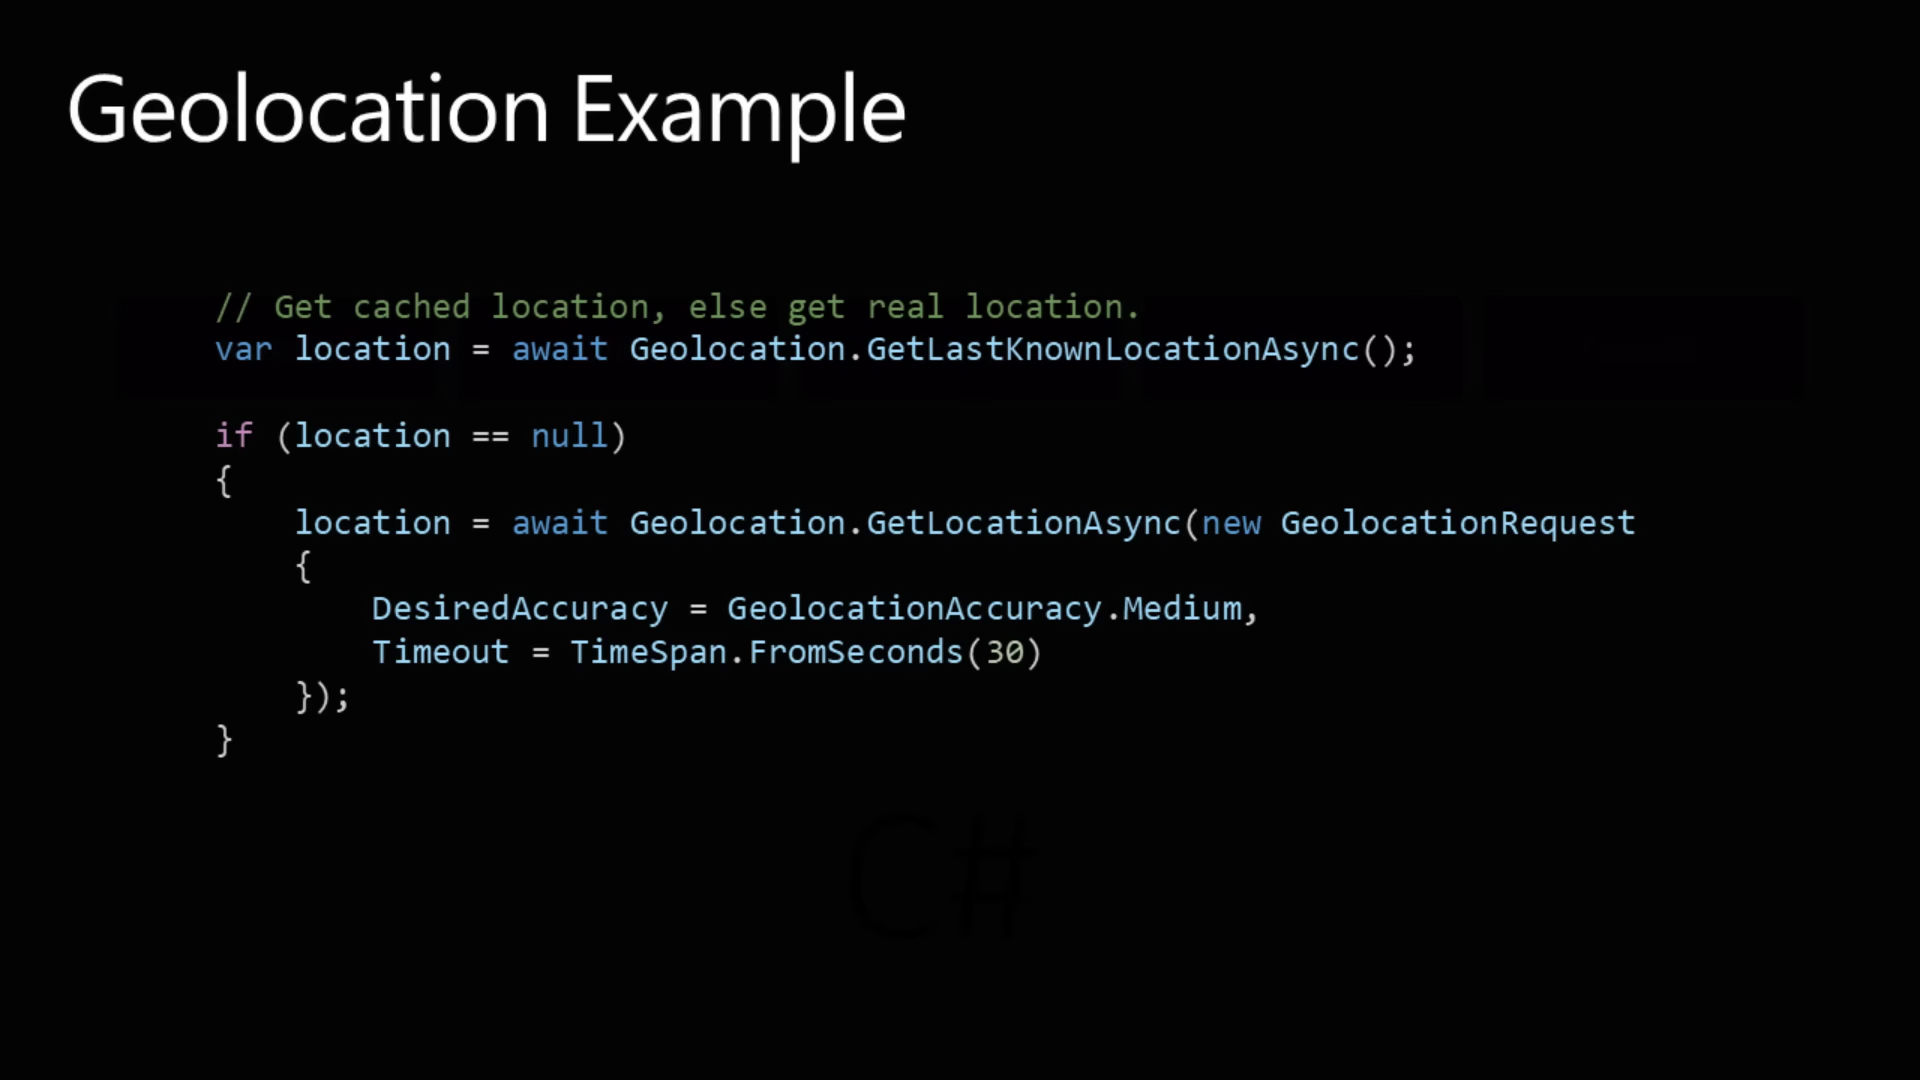 Geolocation Example
// Get cached location, else get real location.
var location = await Geolocation.GetLastKnownLocationAsync();
if (location == null)
{
location = await Geolocation.GetLocationAsync(new GeolocationRequest
{
DesiredAccuracy = GeolocationAccuracy.Medium,
Timeout = TimeSpan.FromSeconds(30)
});
}
C#